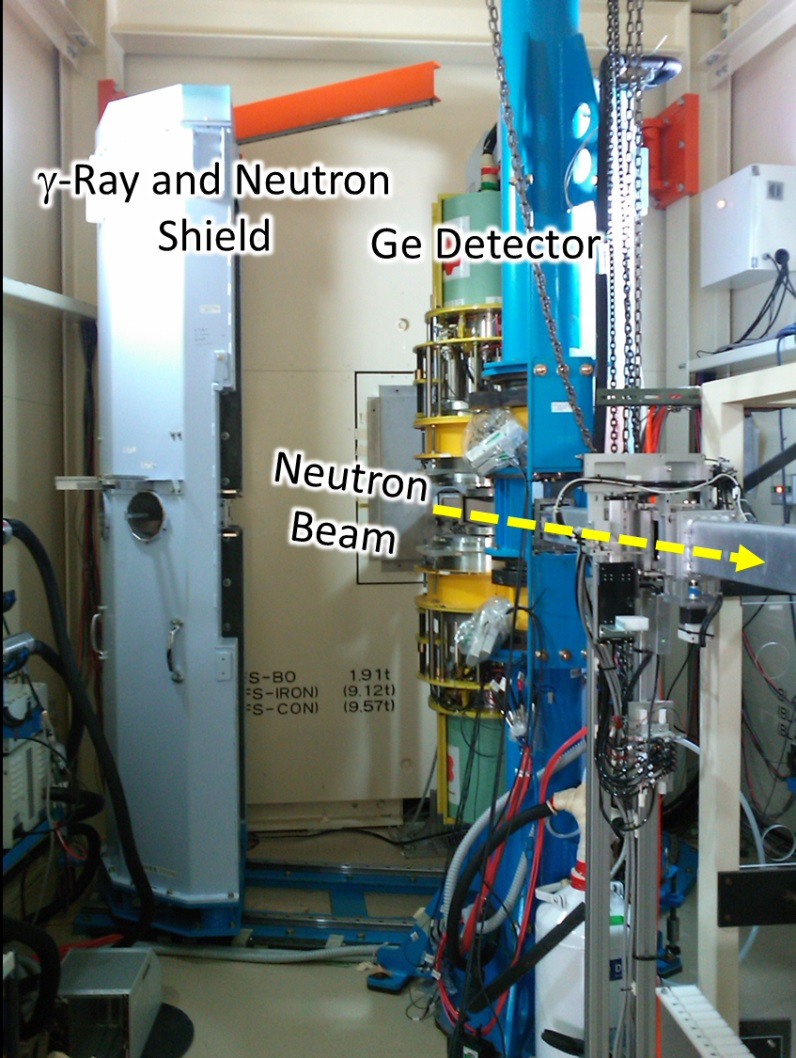 γ-Ray and Neutron
Shield
Ge Detector
Neutron
Beam
S-BO 1.91t
FS-IRON) (9.12t)
FS-CON) (9.57t)